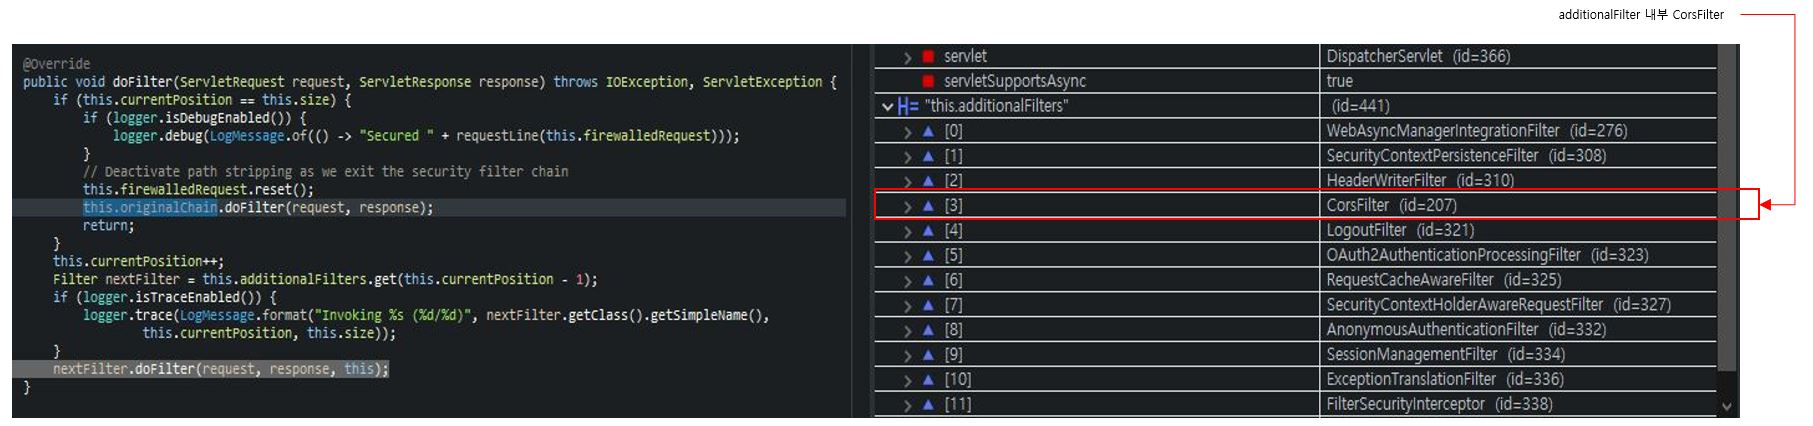 additionalFilter 내부 CorsFilter
@Override
public void doFilter(ServletRequest request, ServletResponse response) throws IOException, ServletException {
    if (this.currentPosition == this.size) {
        if (logger.isDebugEnabled()) {
            logger.debug(LogMessage.of(() -> "Secured " + requestLine(this.firewalledRequest)));
        }
        // Deactivate path stripping as we exit the security filter chain
        this.firewalledRequest.reset();
        this.originalChain.doFilter(request, response);
        return;
    }
    this.currentPosition++;
    Filter nextFilter = this.additionalFilters.get(this.currentPosition - 1);
    if (logger.isTraceEnabled()) {
        logger.trace(LogMessage.format("Invoking %s (%d/%d)", nextFilter.getClass().getSimpleName(),
                this.currentPosition, this.size));
    }
    nextFilter.doFilter(request, response, this);
}
servlet DispatcherServlet (id=366)
servletSupportsAsync true
"this.additionalFilters" (id=441)
[0] WebAsyncManagerIntegrationFilter (id=276)
[1] SecurityContextPersistenceFilter (id=308)
[2] HeaderWriterFilter (id=310)
[3] CorsFilter (id=207)
[4] LogoutFilter (id=321)
[5] OAuth2AuthenticationProcessingFilter (id=323)
[6] RequestCacheAwareFilter (id=325)
[7] SecurityContextHolderAwareRequestFilter (id=327)
[8] AnonymousAuthenticationFilter (id=332)
[9] SessionManagementFilter (id=334)
[10] ExceptionTranslationFilter (id=336)
[11] FilterSecurityInterceptor (id=338)